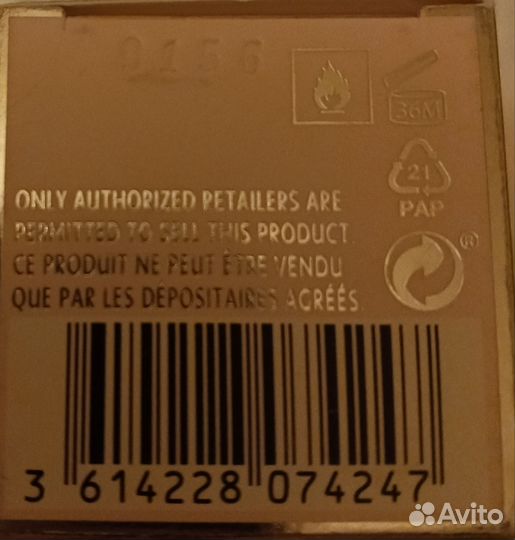 9156
36M
21
PAP
ONLY AUTHORIZED RETAILERS ARE
PERMITTED TO SELL THIS PRODUCT.
CE PRODUIT NE PEUT ÊTRE VENDU
QUE PAR LES DEPOSITAIRES AGRÉÉS.
®
3 614228 074247
Avito